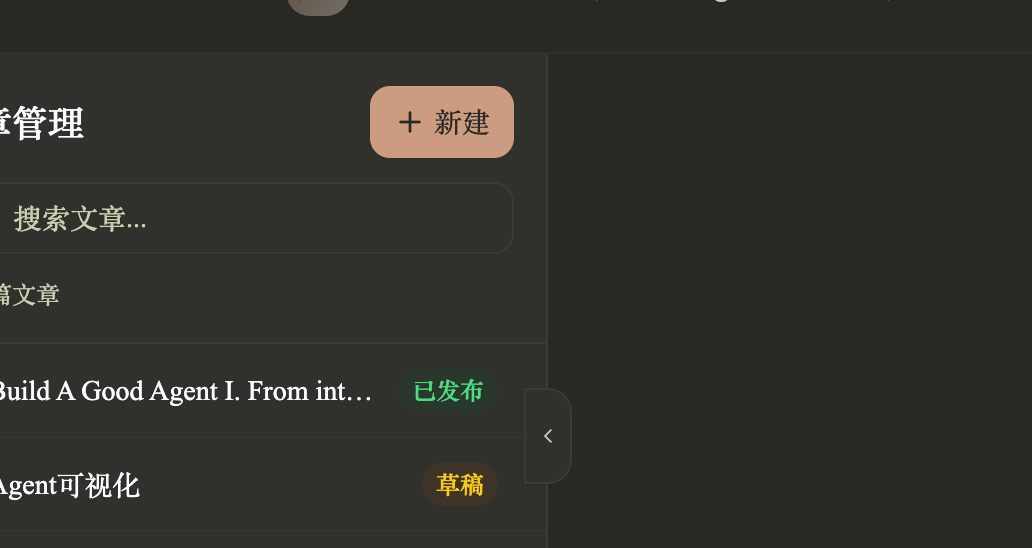 章管理
+ 新建
搜索文章...
篇文章
Build A Good Agent I. From int...
已发布
Agent可视化
草稿